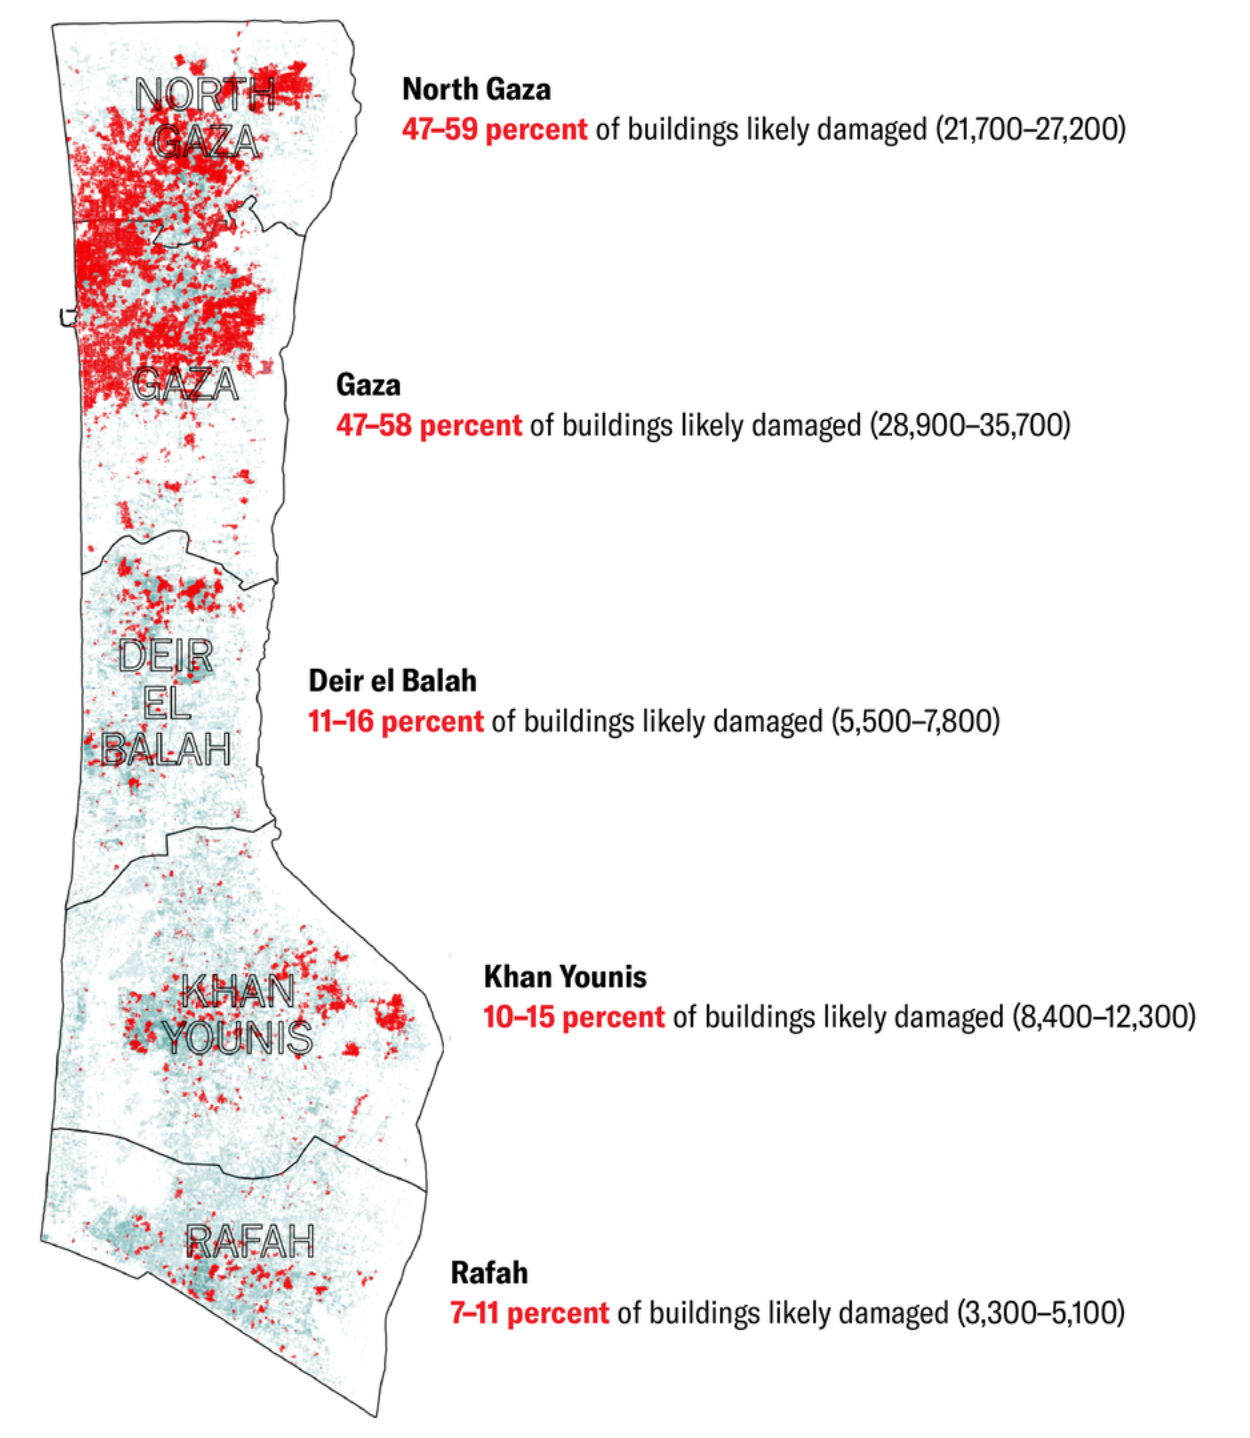 NORTH
GAZA
North Gaza
47–59 percent of buildings likely damaged (21,700–27,200)
GAZA
Gaza
47–58 percent of buildings likely damaged (28,900–35,700)
DEIR
EL
BALAH
Deir el Balah
11–16 percent of buildings likely damaged (5,500–7,800)
KHAN
YOUNIS
Khan Younis
10–15 percent of buildings likely damaged (8,400–12,300)
RAFAH
Rafah
7–11 percent of buildings likely damaged (3,300–5,100)